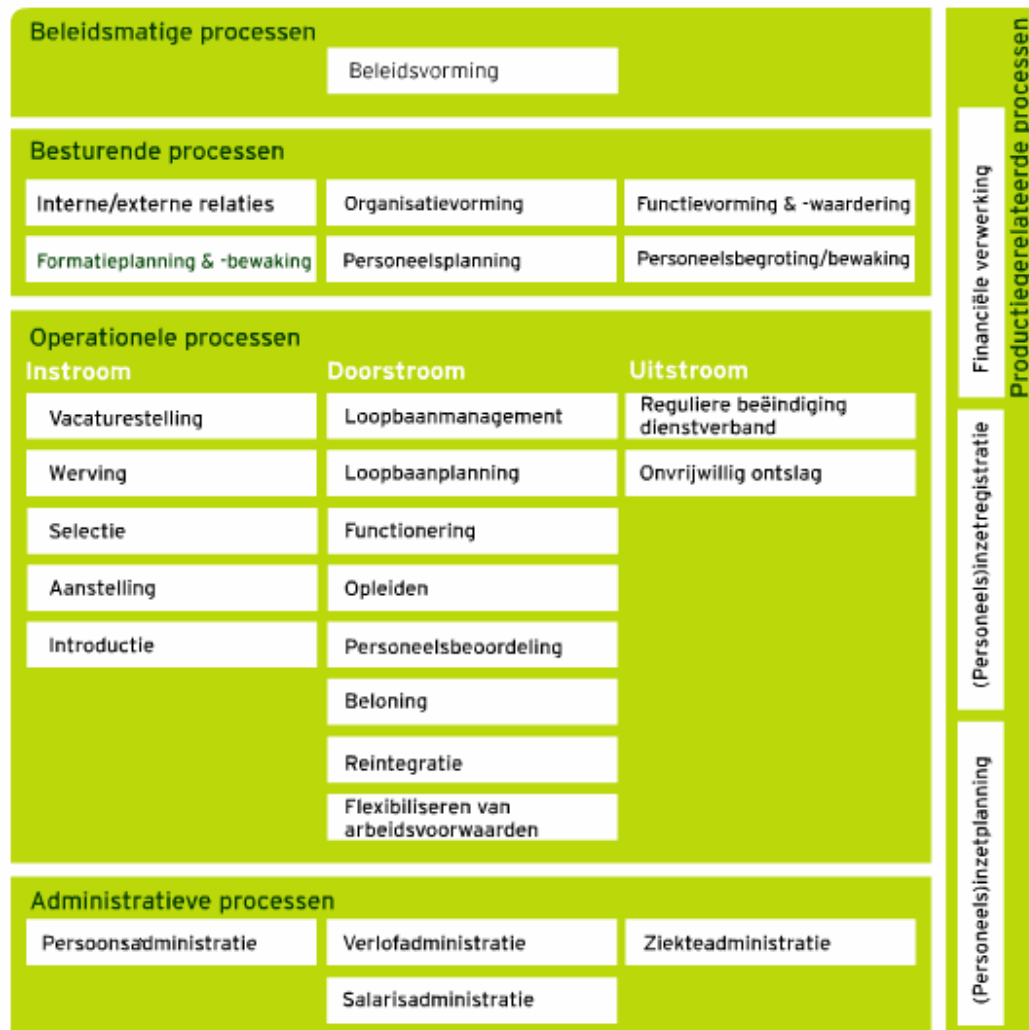 Beleidsmatige processen
Beleidsvorming
Besturende processen
Interne/externe relaties
Organisatievorming
Functievorming & -waardering
Formatieplanning & -bewaking
Personeelsplanning
Personeelsbegroting/bewaking
Operationele processen
Instroom
Doorstroom
Uitstroom
Vacaturestelling
Loopbaanmanagement
Reguliere beëindiging
dienstverband
Werving
Loopbaanplanning
Onvrijwillig ontslag
Selectie
Functionering
Aanstelling
Opleiden
Introductie
Personeelsbeoordeling
Beloning
Reintegratie
Flexibiliseren van
arbeidsvoorwaarden
Administratieve processen
Persoonsadministratie
Verlofadministratie
Ziekteadministratie
Salarisadministratie
Productiegerelateerde processen
Financiële verwerking
(Personeels)inzetregistratie
(Personeels)inzetplanning